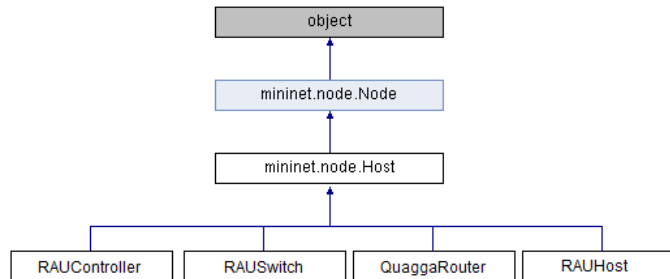 object
mininet.node.Node
mininet.node.Host
RAUController
RAUSwitch
QuaggaRouter
RAUHost